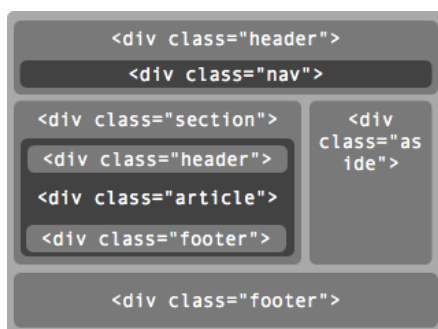 <div class="header">
<div class="nav">
<div class="section">
<div class="header">
<div class="article">
<div class="footer">
<div
class="as
ide">
<div class="footer">